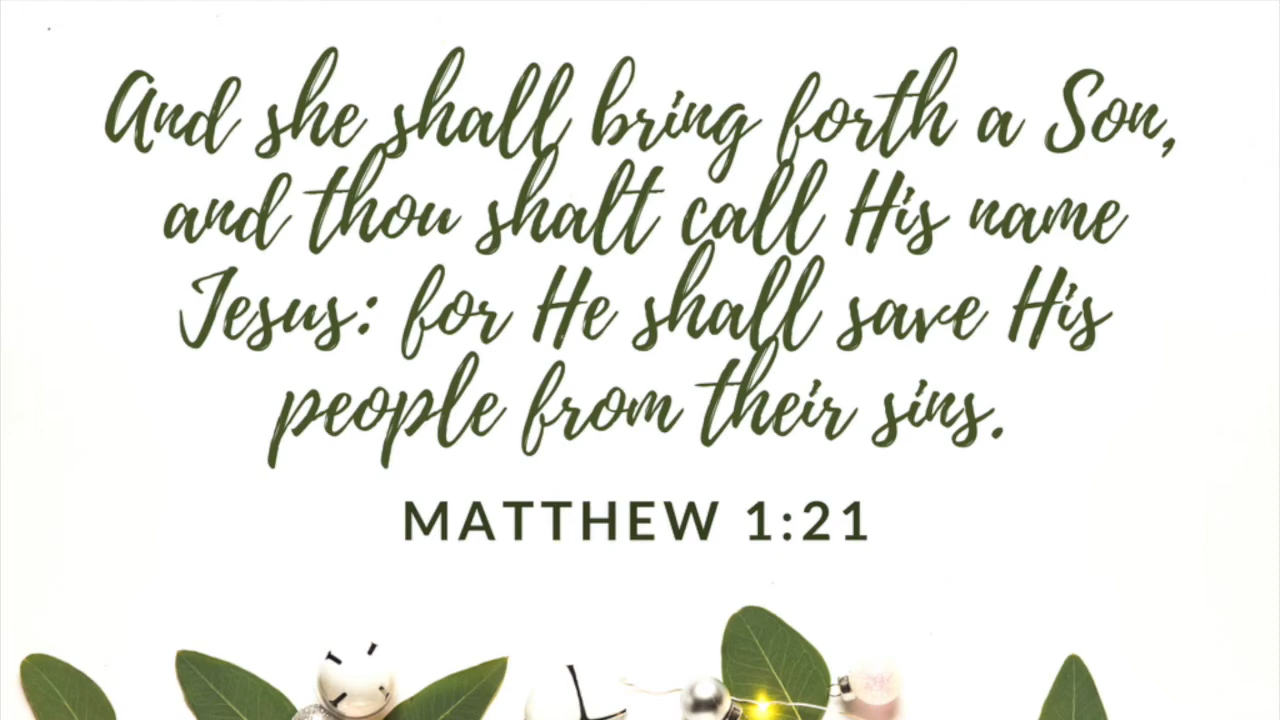 And she shall bring forth a Son,
and thou shalt call His name
Jesus: for He shall save His
people from their sins.
MATTHEW 1:21